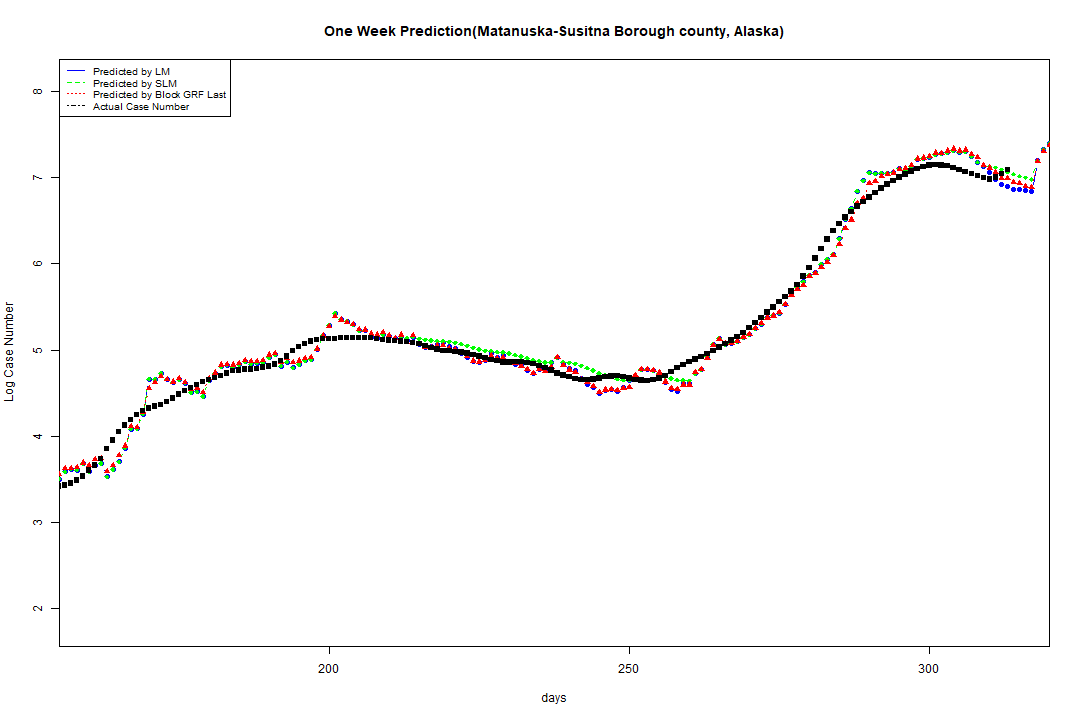 One Week Prediction(Matanuska-Susitna Borough county, Alaska)
Predicted by LM
Predicted by SLM
Predicted by Block GRF Last
Actual Case Number
8
7
6
5
4
3
2
Log Case Number
200
250
300
days